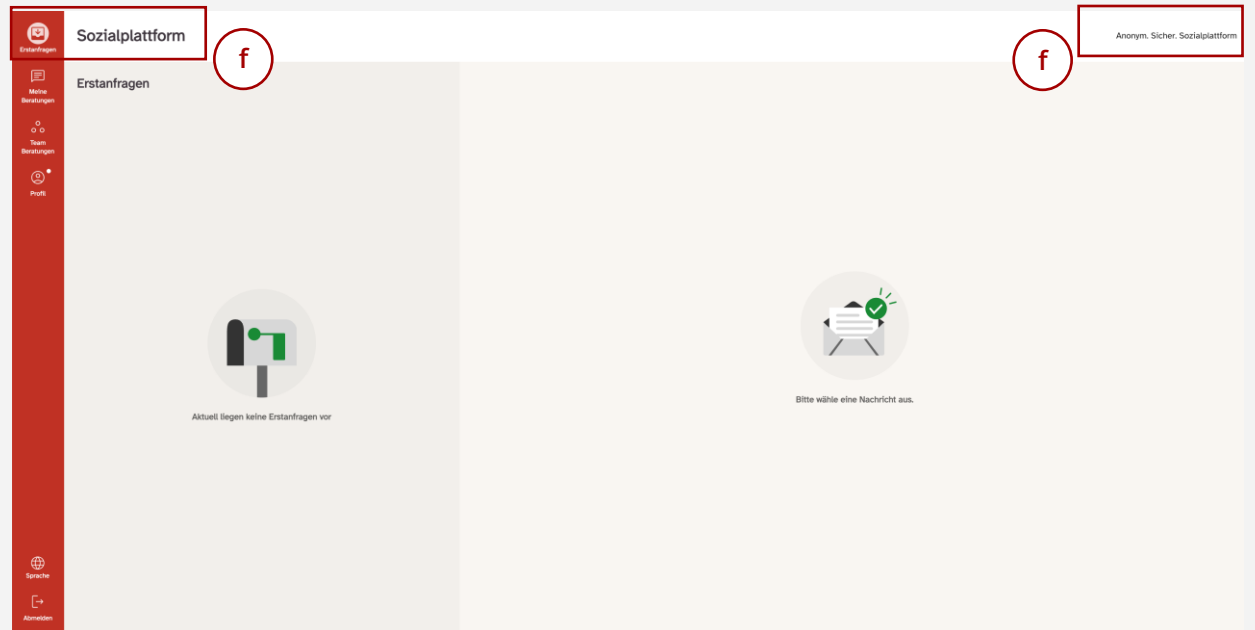 Erstanfragen
Sozialplattform
f
f
Anonym. Sicher. Sozialplattform
Meine
Beratungen
Team
Beratungen
Profil
Sprache
Abmelden
Erstanfragen
Aktuell liegen keine Erstanfragen vor
Bitte wähle eine Nachricht aus.